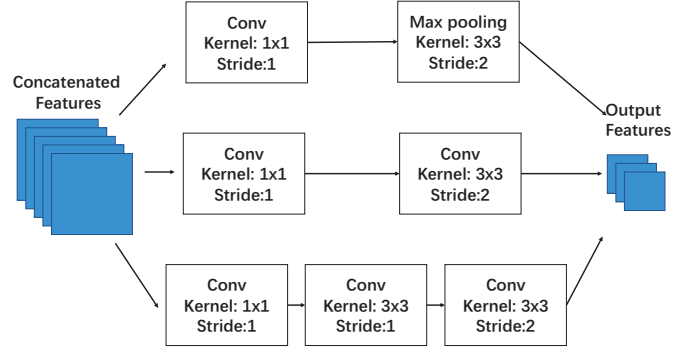 Concatenated
Features
Conv
Kernel: 1x1
Stride:1
Max pooling
Kernel: 3x3
Stride:2
Conv
Kernel: 1x1
Stride:1
Conv
Kernel: 3x3
Stride:2
Conv
Kernel: 1x1
Stride:1
Conv
Kernel: 3x3
Stride:1
Conv
Kernel: 3x3
Stride:2
Output
Features